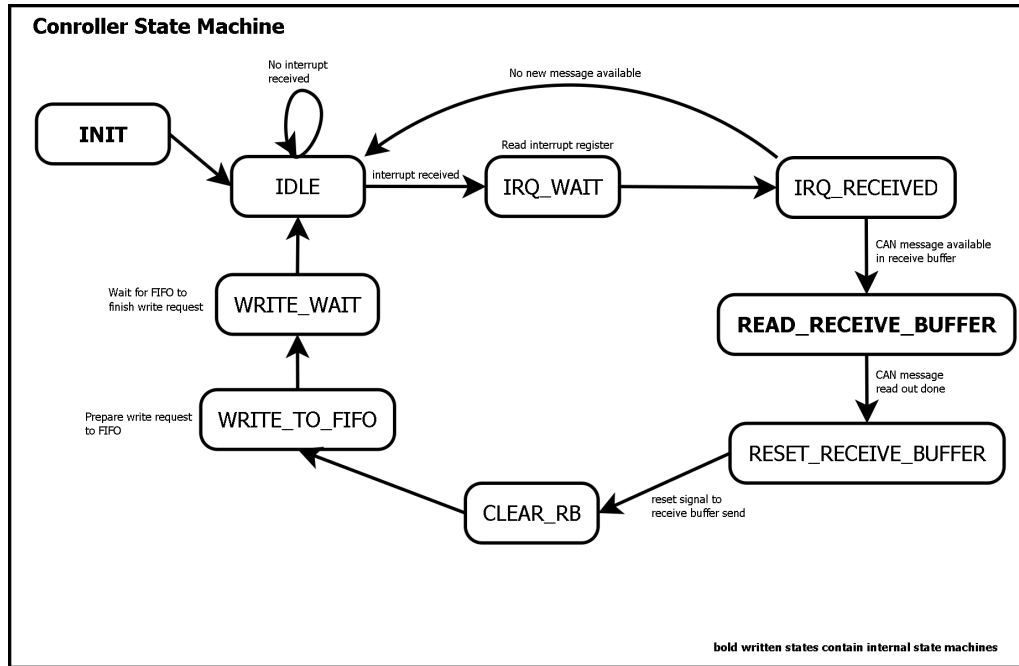 Conroller State Machine
No interrupt
received
No new message available
INIT
Read interrupt register
IDLE
interrupt received
IRQ_WAIT
IRQ_RECEIVED
CAN message available
in receive buffer
Wait for FIFO to
finish write request
WRITE_WAIT
READ_RECEIVE_BUFFER
CAN message
read out done
Prepare write request
to FIFO
WRITE_TO_FIFO
RESET_RECEIVE_BUFFER
reset signal to
receive buffer send
CLEAR_RB
bold written states contain internal state machines